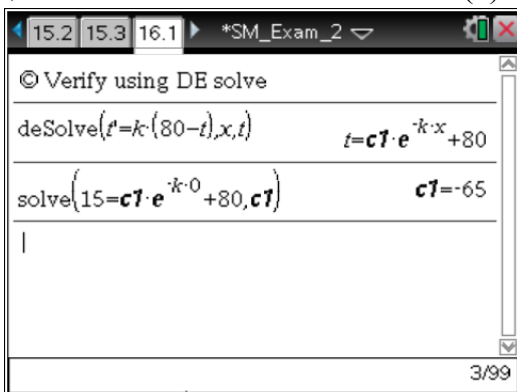 15.2 15.3 16.1 *SM_Exam_2
© Verify using DE solve
deSolve(t'=k·(80−t),x,t)
t=c1·e^-k·x+80
solve(15=c1·e^-k·0+80,c1)
c1=-65
3/99